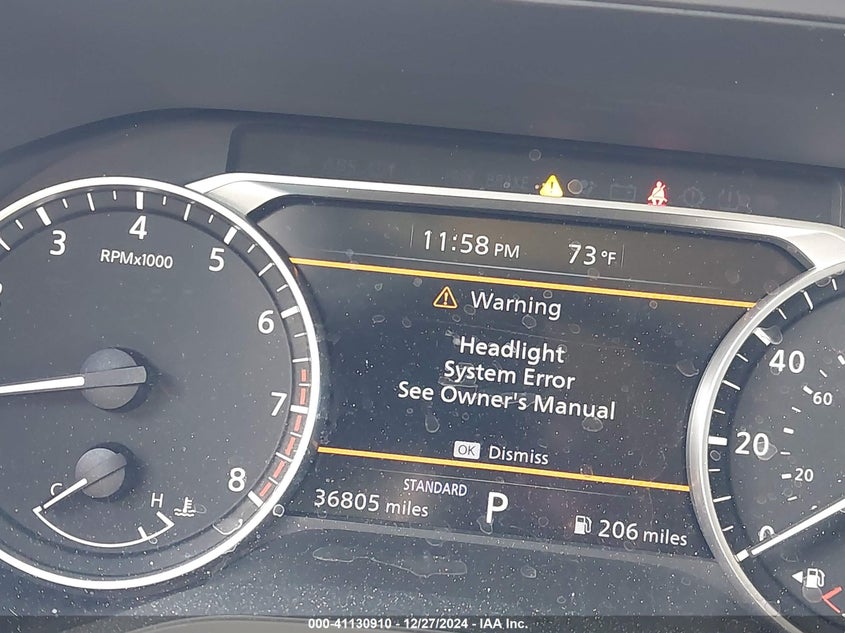 11:58 PM 73°F
Warning
Headlight
System Error
See Owner's Manual
OK Dismiss
STANDARD
36805 miles P 206 miles
3
4
5
6
7
8
RPMx1000
C
H
40
20
0
60
20
000-41130910 - 12/27/2024 - IAA Inc.